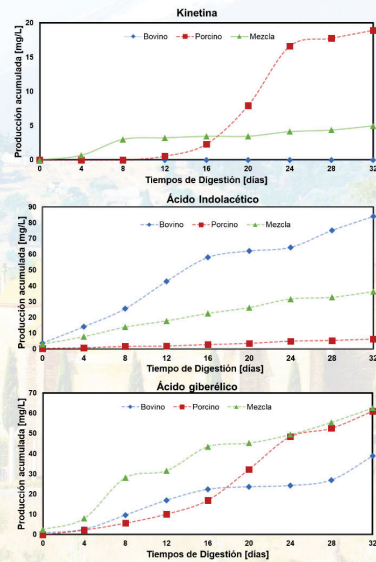 Kinetina
Producción acumulada [mg/L]
20
15
10
5
0
Bovino Porcino Mezcla
0 4 8 12 16 20 24 28 32
Tiempos de Digestión [días]
Ácido Indolacético
Producción acumulada [mg/L]
90
80
70
60
50
40
30
20
10
0
Bovino Porcino Mezcla
0 4 8 12 16 20 24 28 32
Tiempo de Digestión [días]
Ácido giberélico
Producción acumulada [mg/L]
70
60
50
40
30
20
10
0
Bovino Porcino Mezcla
0 4 8 12 16 20 24 28 32
Tiempos de Digestión [días]